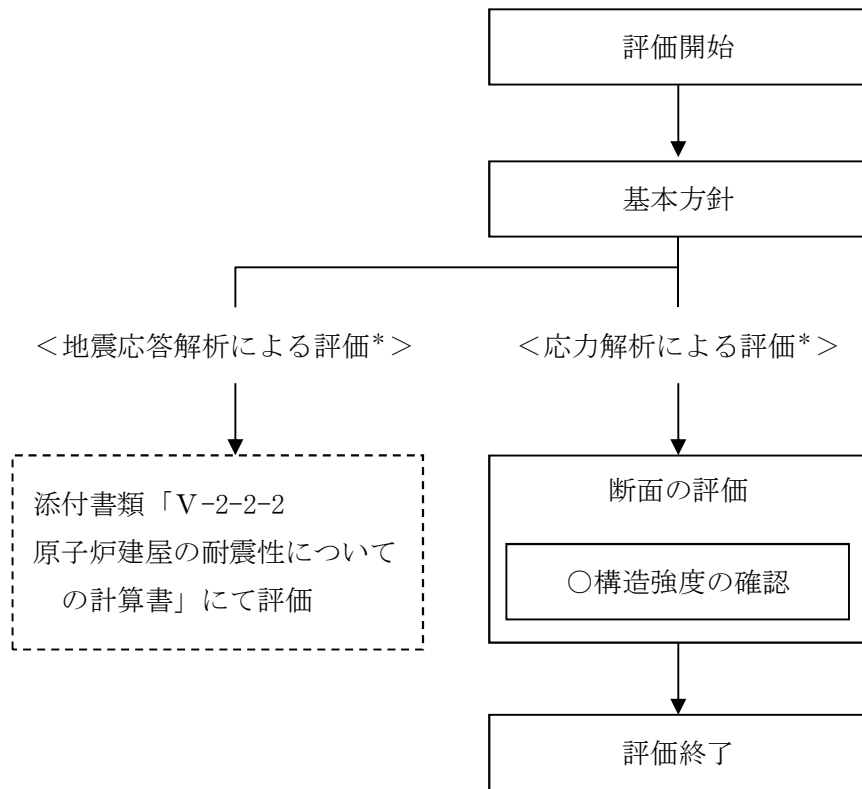 評価開始
基本方針
＜地震応答解析による評価*＞
＜応力解析による評価*＞
添付書類「Ⅴ-2-2-2
原子炉建屋の耐震性について
の計算書」にて評価
断面の評価
○構造強度の確認
評価終了